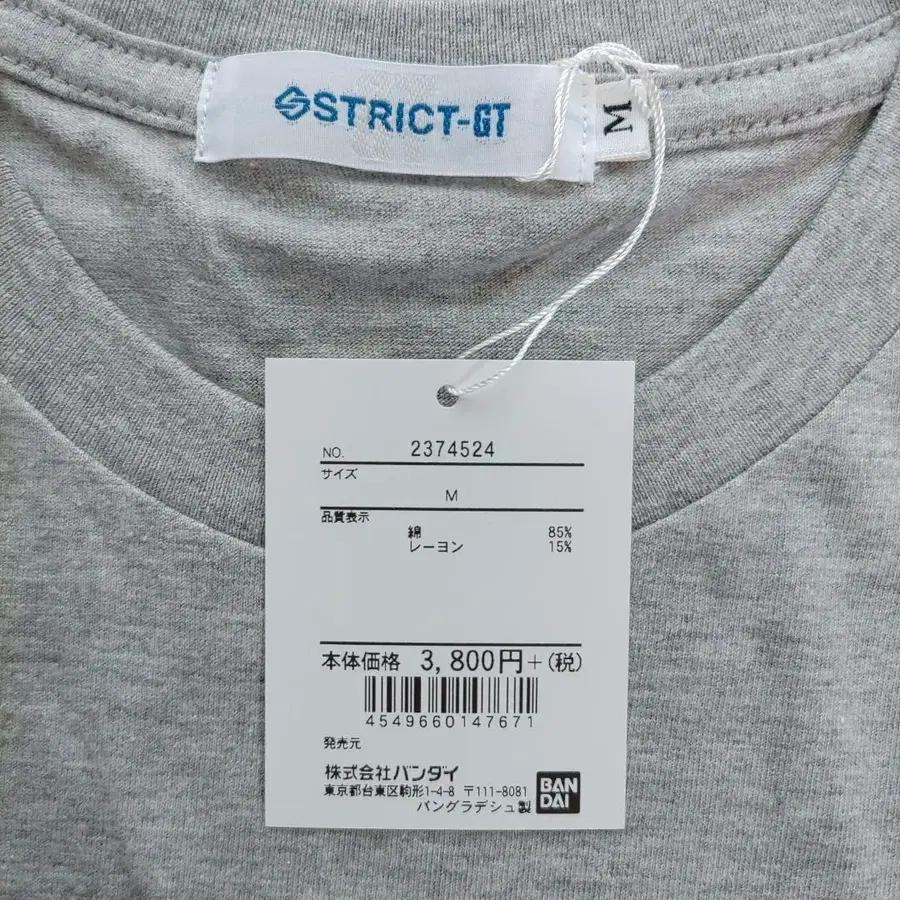 STRICT-GT
M
NO. 2374524
サイズ
M
品質表示
綿 85%
レーヨン 15%
本体価格 3,800円+(税)
4549660147671
発売元
株式会社バンダイ
東京都台東区駒形1-4-8 〒111-8081
バングラデシュ製
BAN
DAI